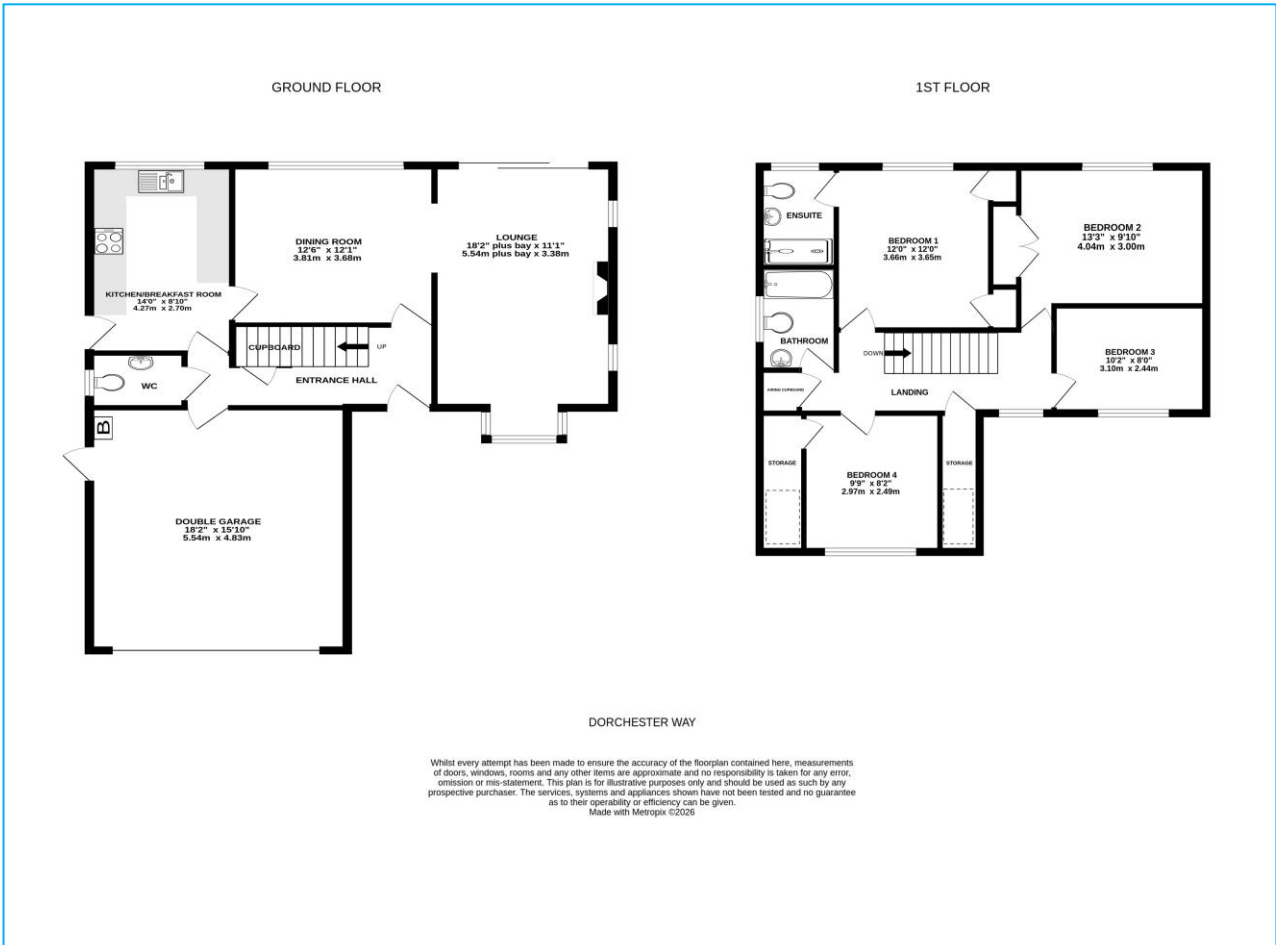 GROUND FLOOR
1ST FLOOR
KITCHEN/BREAKFAST ROOM
14'0" x 8'10"
4.27m x 2.70m
DINING ROOM
12'6" x 12'1"
3.81m x 3.68m
LOUNGE
18'2" plus bay x 11'1"
5.54m plus bay x 3.38m
CUPBOARD
UP
ENTRANCE HALL
WC
B
DOUBLE GARAGE
18'2" x 15'10"
5.54m x 4.83m
ENSUITE
BEDROOM 1
12'0" x 12'0"
3.66m x 3.65m
BEDROOM 2
13'3" x 9'10"
4.04m x 3.00m
BATHROOM
DOWN
BEDROOM 3
10'2" x 8'0"
3.10m x 2.44m
AIRING CUPBOARD
LANDING
STORAGE
BEDROOM 4
9'9" x 8'2"
2.97m x 2.49m
STORAGE
DORCHESTER WAY
Whilst every attempt has been made to ensure the accuracy of the floorplan contained here, measurements
of doors, windows, rooms and any other items are approximate and no responsibility is taken for any error,
omission or mis-statement. This plan is for illustrative purposes only and should be used as such by any
prospective purchaser. The services, systems and appliances shown have not been tested and no guarantee
as to their operability or efficiency can be given.
Made with Metropix ©2026